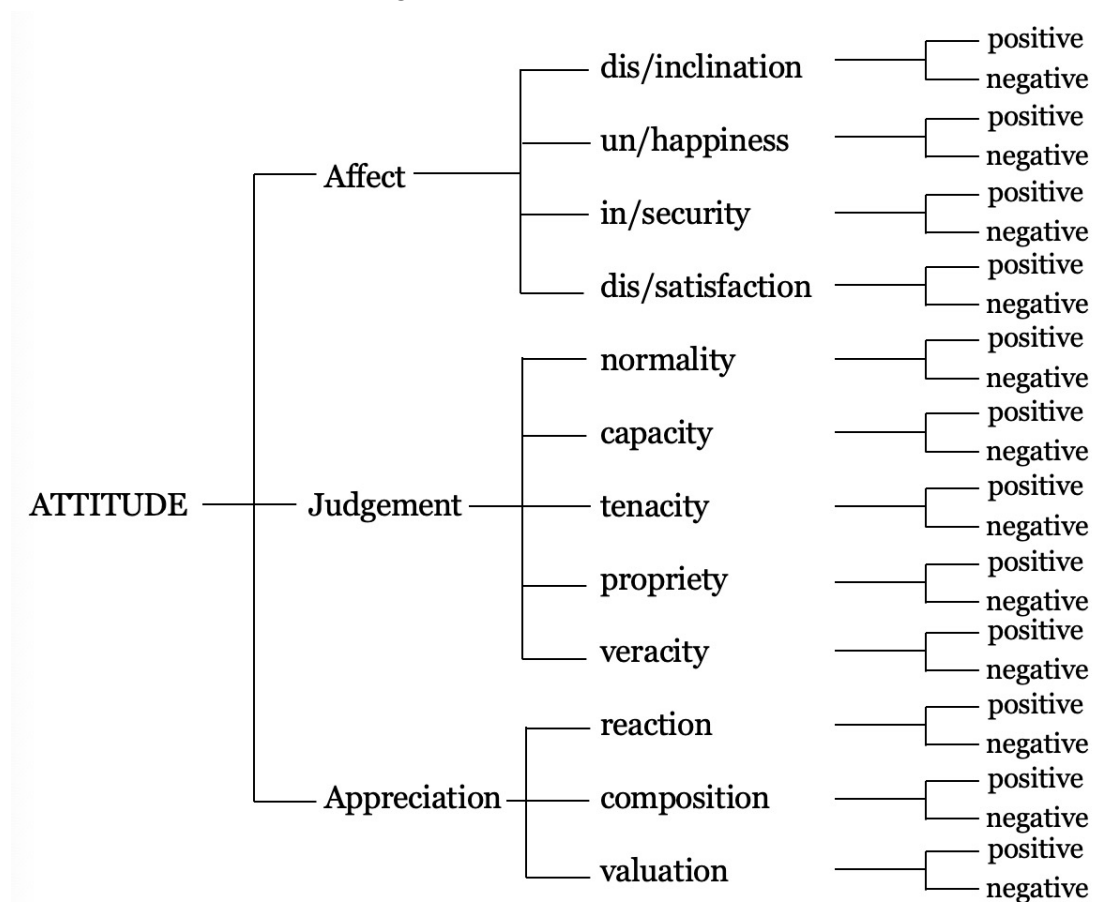 positive
dis/inclination
negative
positive
un/happiness
negative
Affect
positive
in/security
negative
positive
dis/satisfaction
negative
positive
normality
negative
positive
capacity
negative
ATTITUDE
Judgement
positive
tenacity
negative
positive
propriety
negative
positive
veracity
negative
positive
reaction
negative
Appreciation
positive
composition
negative
positive
valuation
negative